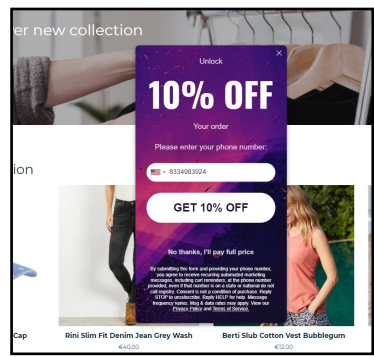 er new collection
×
Unlock
10% OFF
Your order
Please enter your phone number:
8334983924
GET 10% OFF
No thanks, I'll pay full price
By submitting this form and providing your phone number,
you agree to receive recurring automated marketing
messages, including cart reminders, at the phone number
provided, even if that number is on a state or national do not
call registry. Consent is not a condition of purchase. Reply
STOP to unsubscribe. Reply HELP for help. Message
frequency varies. Msg & data rates may apply. View our
Privacy Policy and Terms of Service.
ion
Cap
Rini Slim Fit Denim Jean Grey Wash
€40.00
Berti Slub Cotton Vest Bubblegum
€12.00